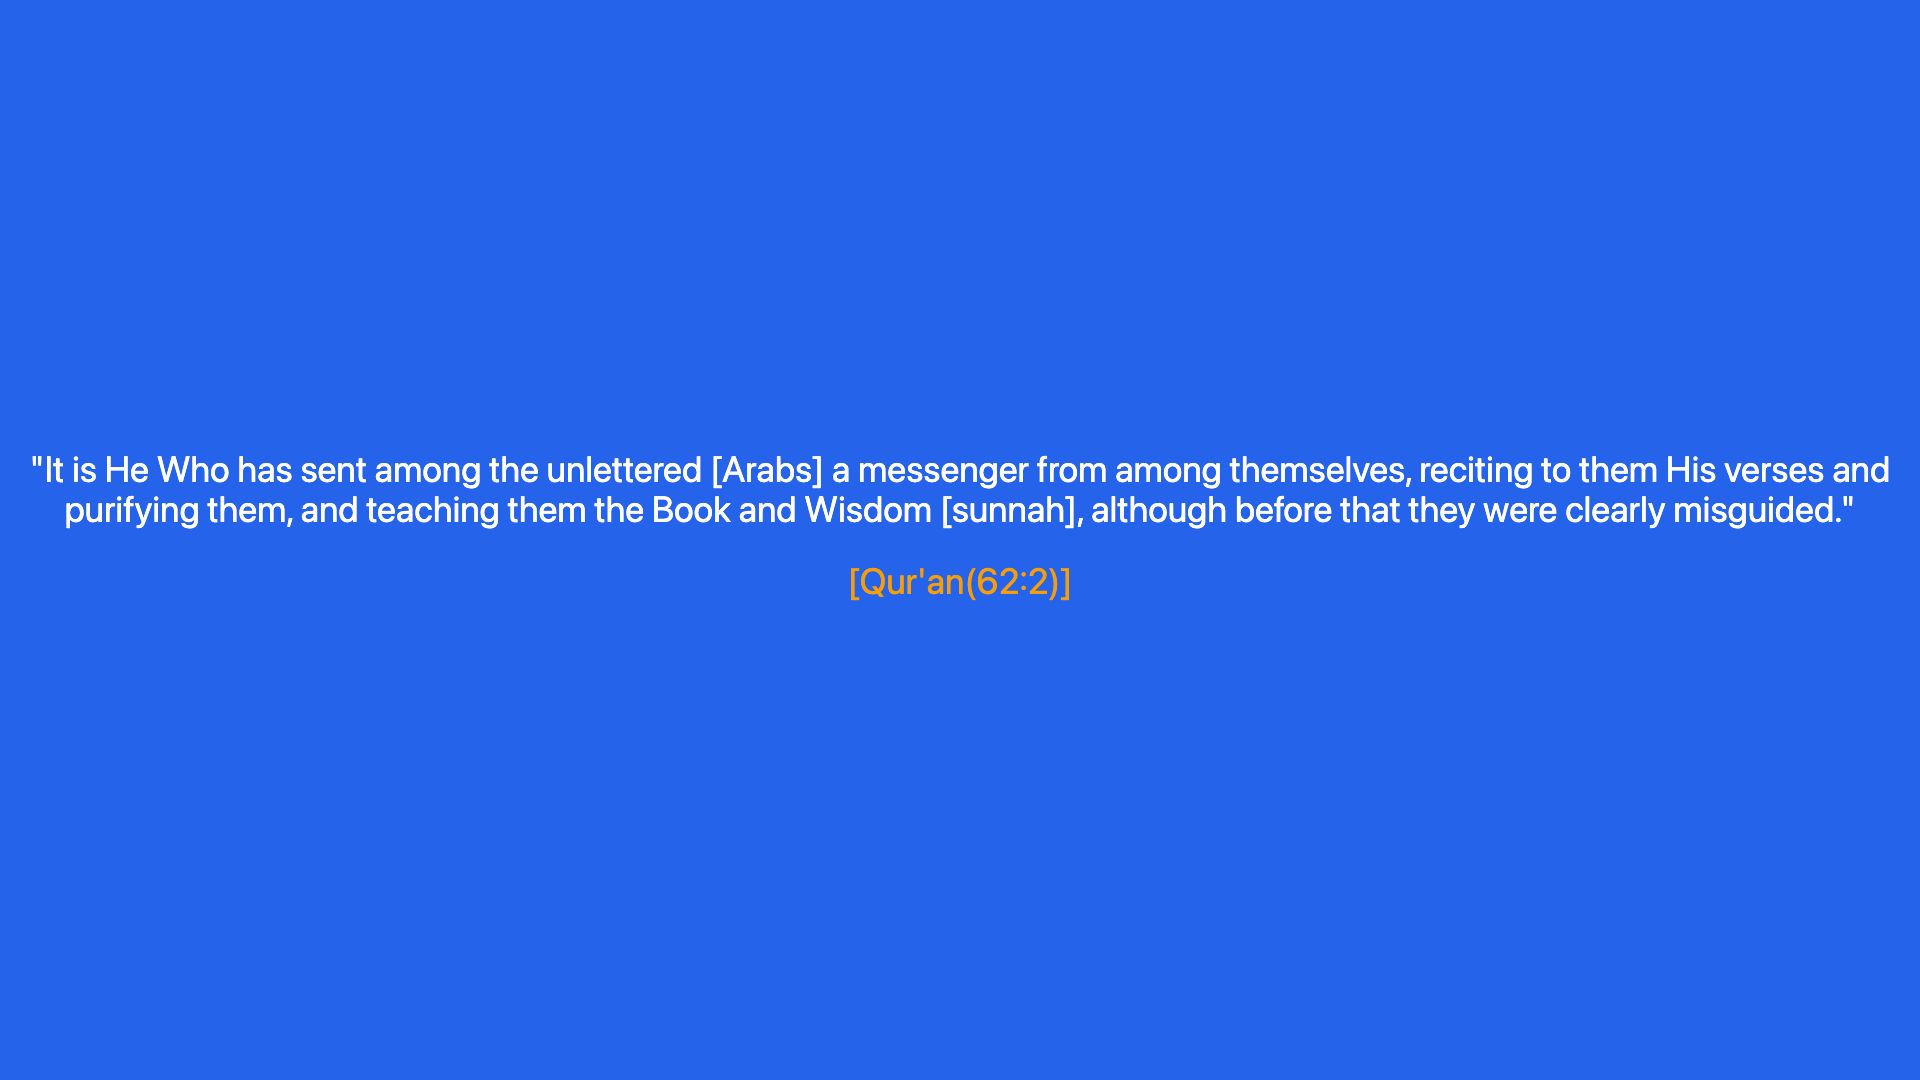 "It is He Who has sent among the unlettered [Arabs] a messenger from among themselves, reciting to them His verses and
purifying them, and teaching them the Book and Wisdom [sunnah], although before that they were clearly misguided."
[Qur'an(62:2)]